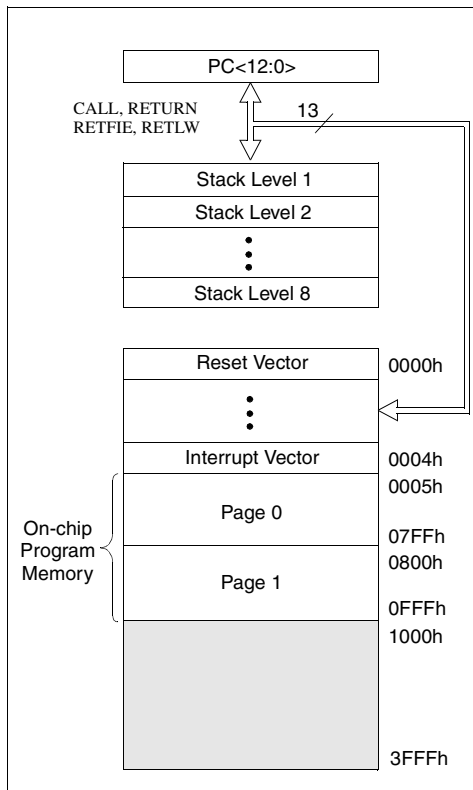 PC<12:0>
CALL, RETURN
RETFIE, RETLW
13
Stack Level 1
Stack Level 2
Stack Level 8
Reset Vector
0000h
Interrupt Vector
0004h
0005h
On-chip
Program
Memory
Page 0
07FFh
0800h
Page 1
0FFFh
1000h
3FFFh